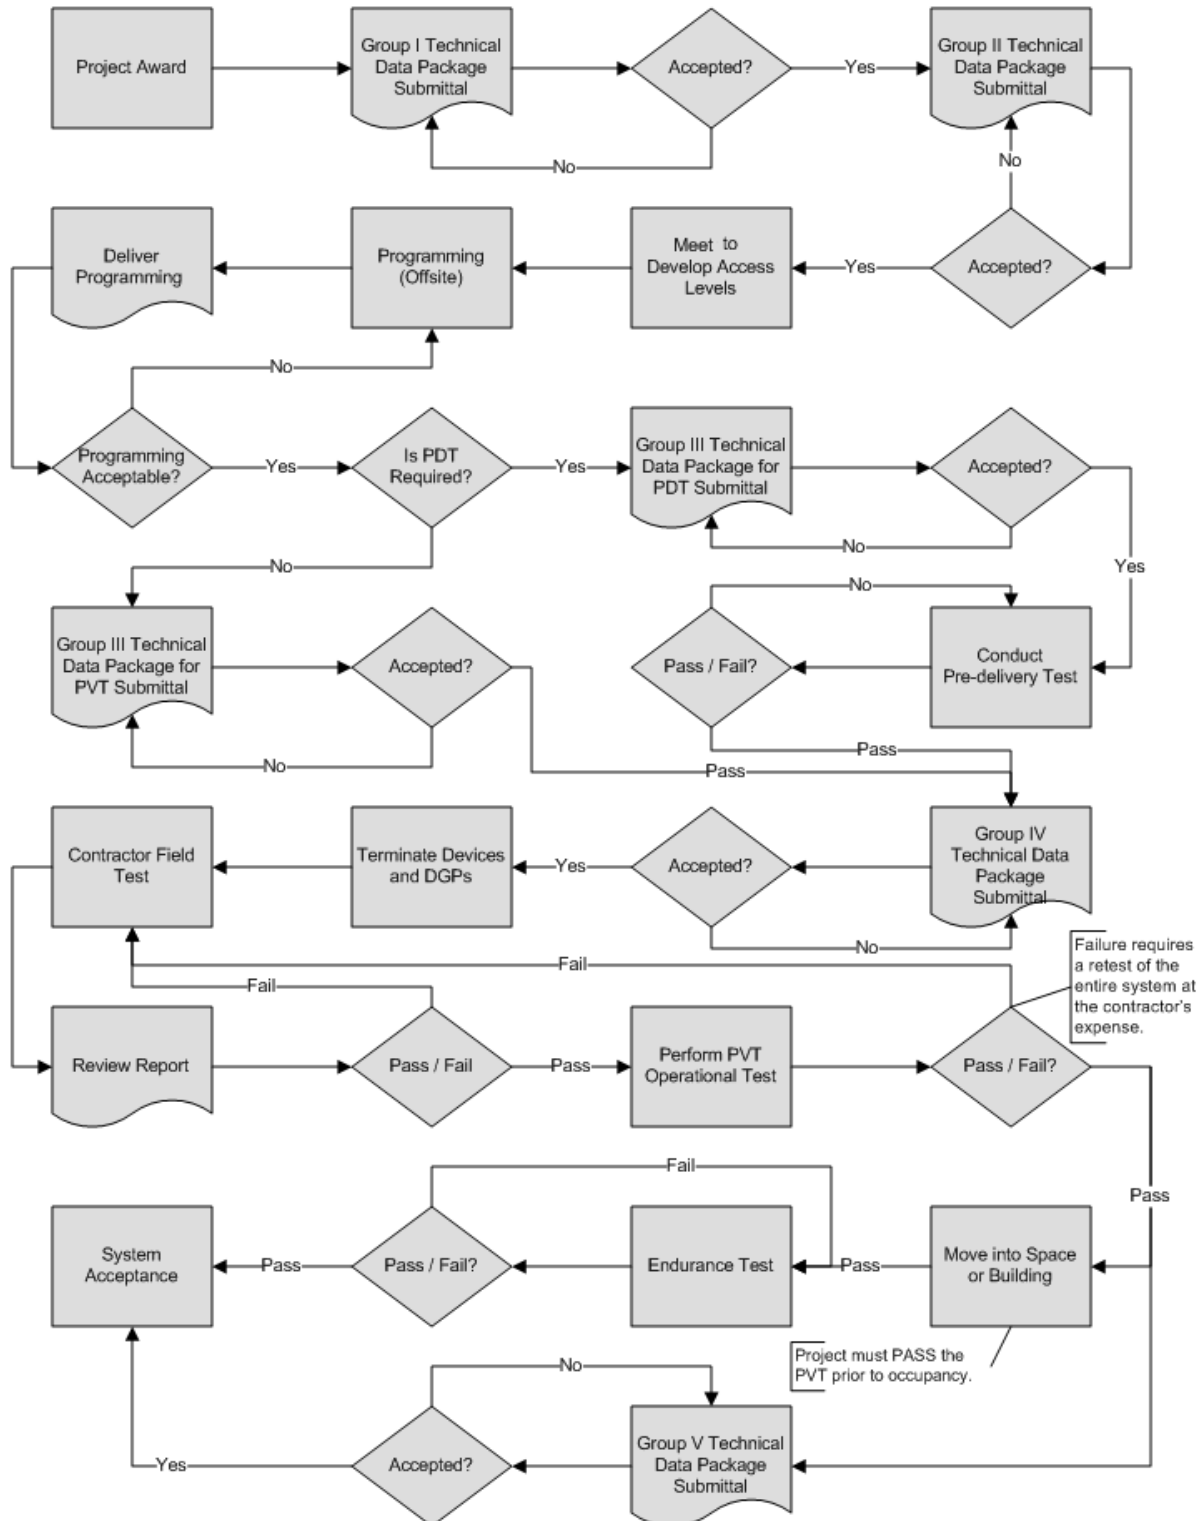 Project Award
Group I Technical
Data Package
Submittal
Accepted?
Yes
Group II Technical
Data Package
Submittal
No
No
Deliver
Programming
Programming
(Offsite)
Meet to
Develop Access
Levels
Yes
Accepted?
No
Programming
Acceptable?
Yes
Is PDT
Required?
Yes
Group III Technical
Data Package for
PDT Submittal
Accepted?
No
No
Yes
Group III Technical
Data Package for
PVT Submittal
Accepted?
No
Pass / Fail?
Conduct
Pre-delivery Test
No
Pass
Pass
Contractor Field
Test
Terminate Devices
and DGPs
Yes
Accepted?
Group IV
Technical Data
Package
Submittal
No
Fail
Fail
Failure requires
a retest of the
entire system at
the contractor's
expense.
Review Report
Pass / Fail
Pass
Perform PVT
Operational Test
Pass / Fail?
Fail
Pass
System
Acceptance
Pass
Pass / Fail?
Endurance Test
Pass
Move into Space
or Building
Project must PASS the
PVT prior to occupancy.
No
Yes
Accepted?
Group V Technical
Data Package
Submittal